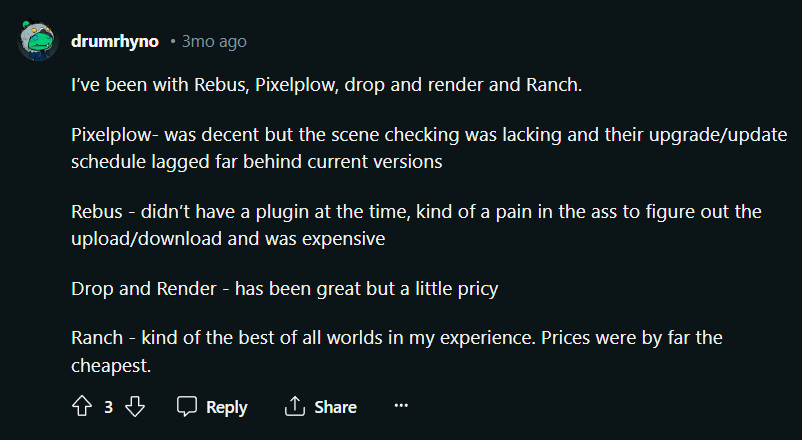 drumrhyno • 3mo ago
I’ve been with Rebus, Pixelplow, drop and render and Ranch.
Pixelplow- was decent but the scene checking was lacking and their upgrade/update
schedule lagged far behind current versions
Rebus - didn’t have a plugin at the time, kind of a pain in the ass to figure out the
upload/download and was expensive
Drop and Render - has been great but a little pricy
Ranch - kind of the best of all worlds in my experience. Prices were by far the
cheapest.
3 Reply Share ···